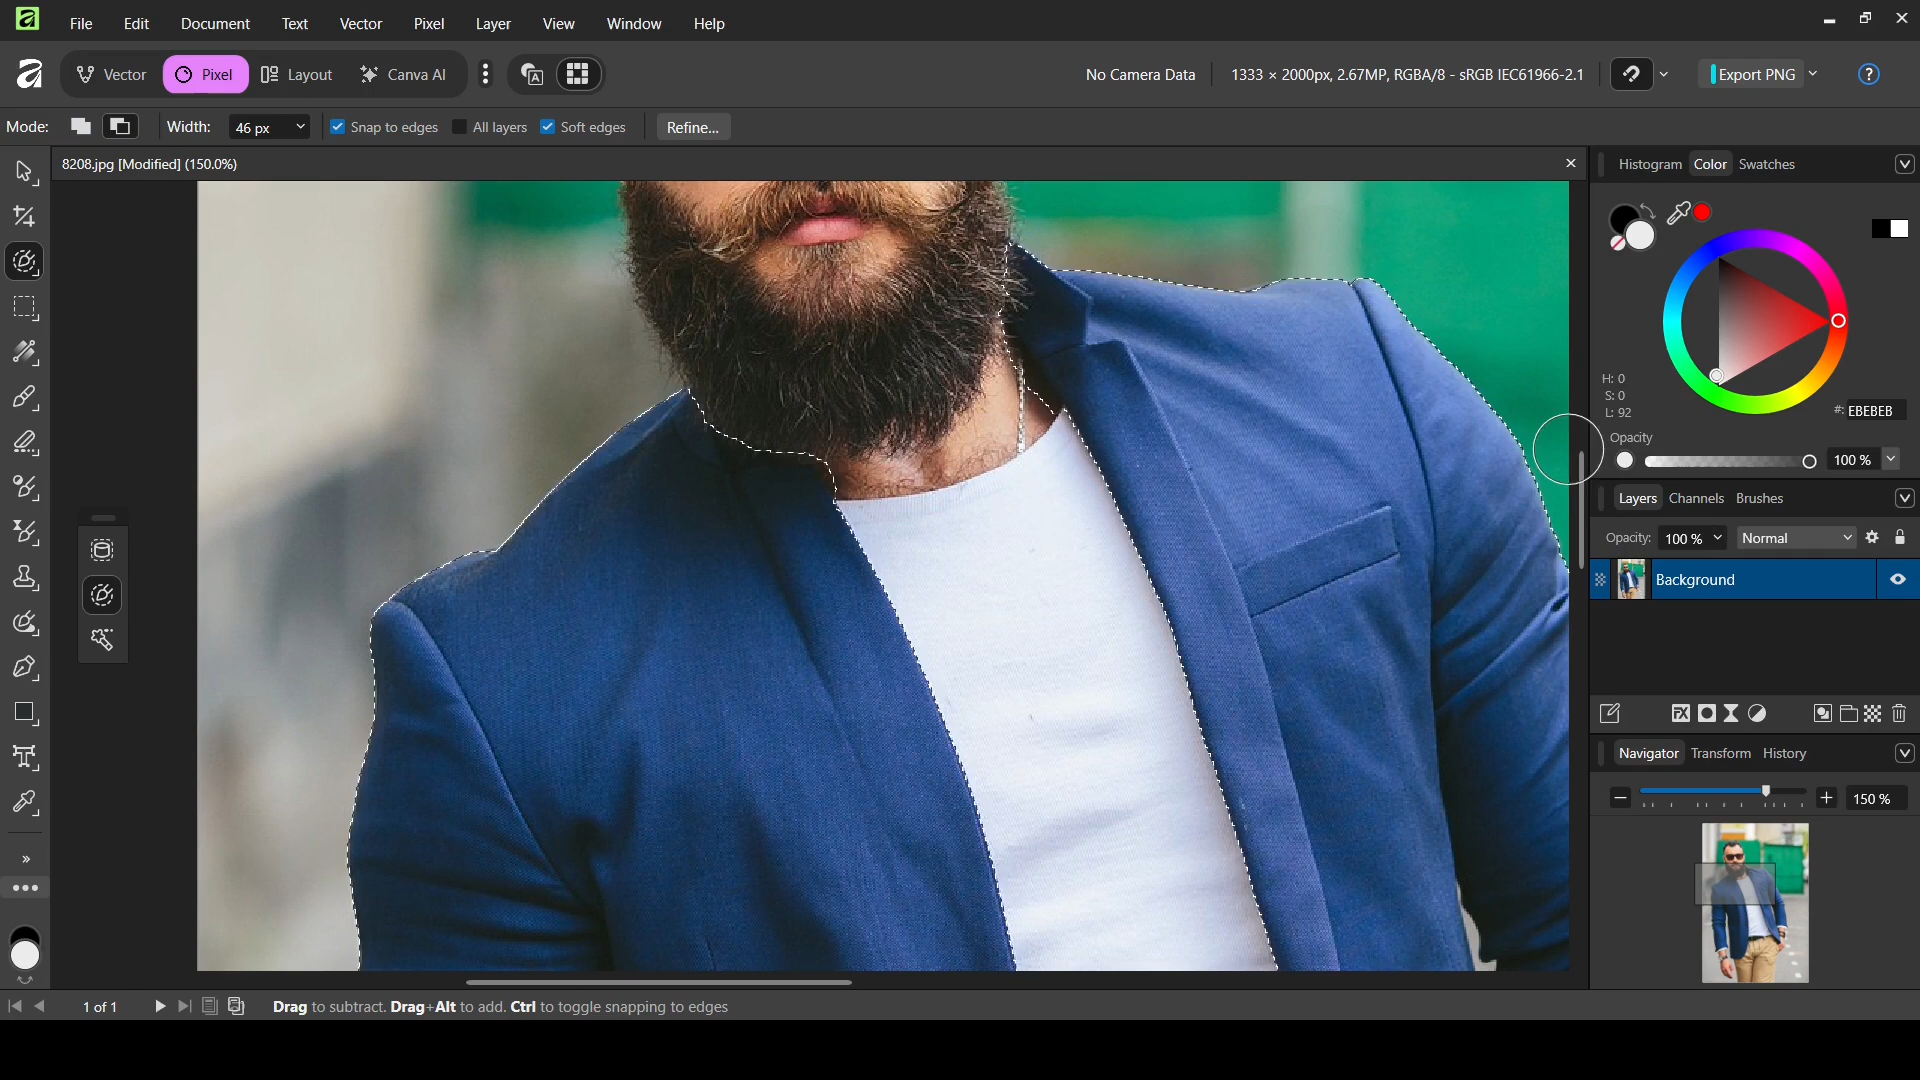 File Edit Document Text Vector Pixel Layer View Window Help
Vector Pixel Layout Canva AI No Camera Data 1333 × 2000px, 2.67MP, RGBA/8 - sRGB IEC61966-2.1 Export PNG ?
Mode: Width: 46 px Snap to edges All layers Soft edges Refine...
8208.jpg [Modified] (150.0%)
Histogram Color Swatches
H: 0
S: 0
L: 92
#: EBEBEB
Opacity
100 %
Layers Channels Brushes
Opacity: 100 % Normal
Background
Navigator Transform History
150 %
1 of 1 Drag to subtract. Drag+Alt to add. Ctrl to toggle snapping to edges